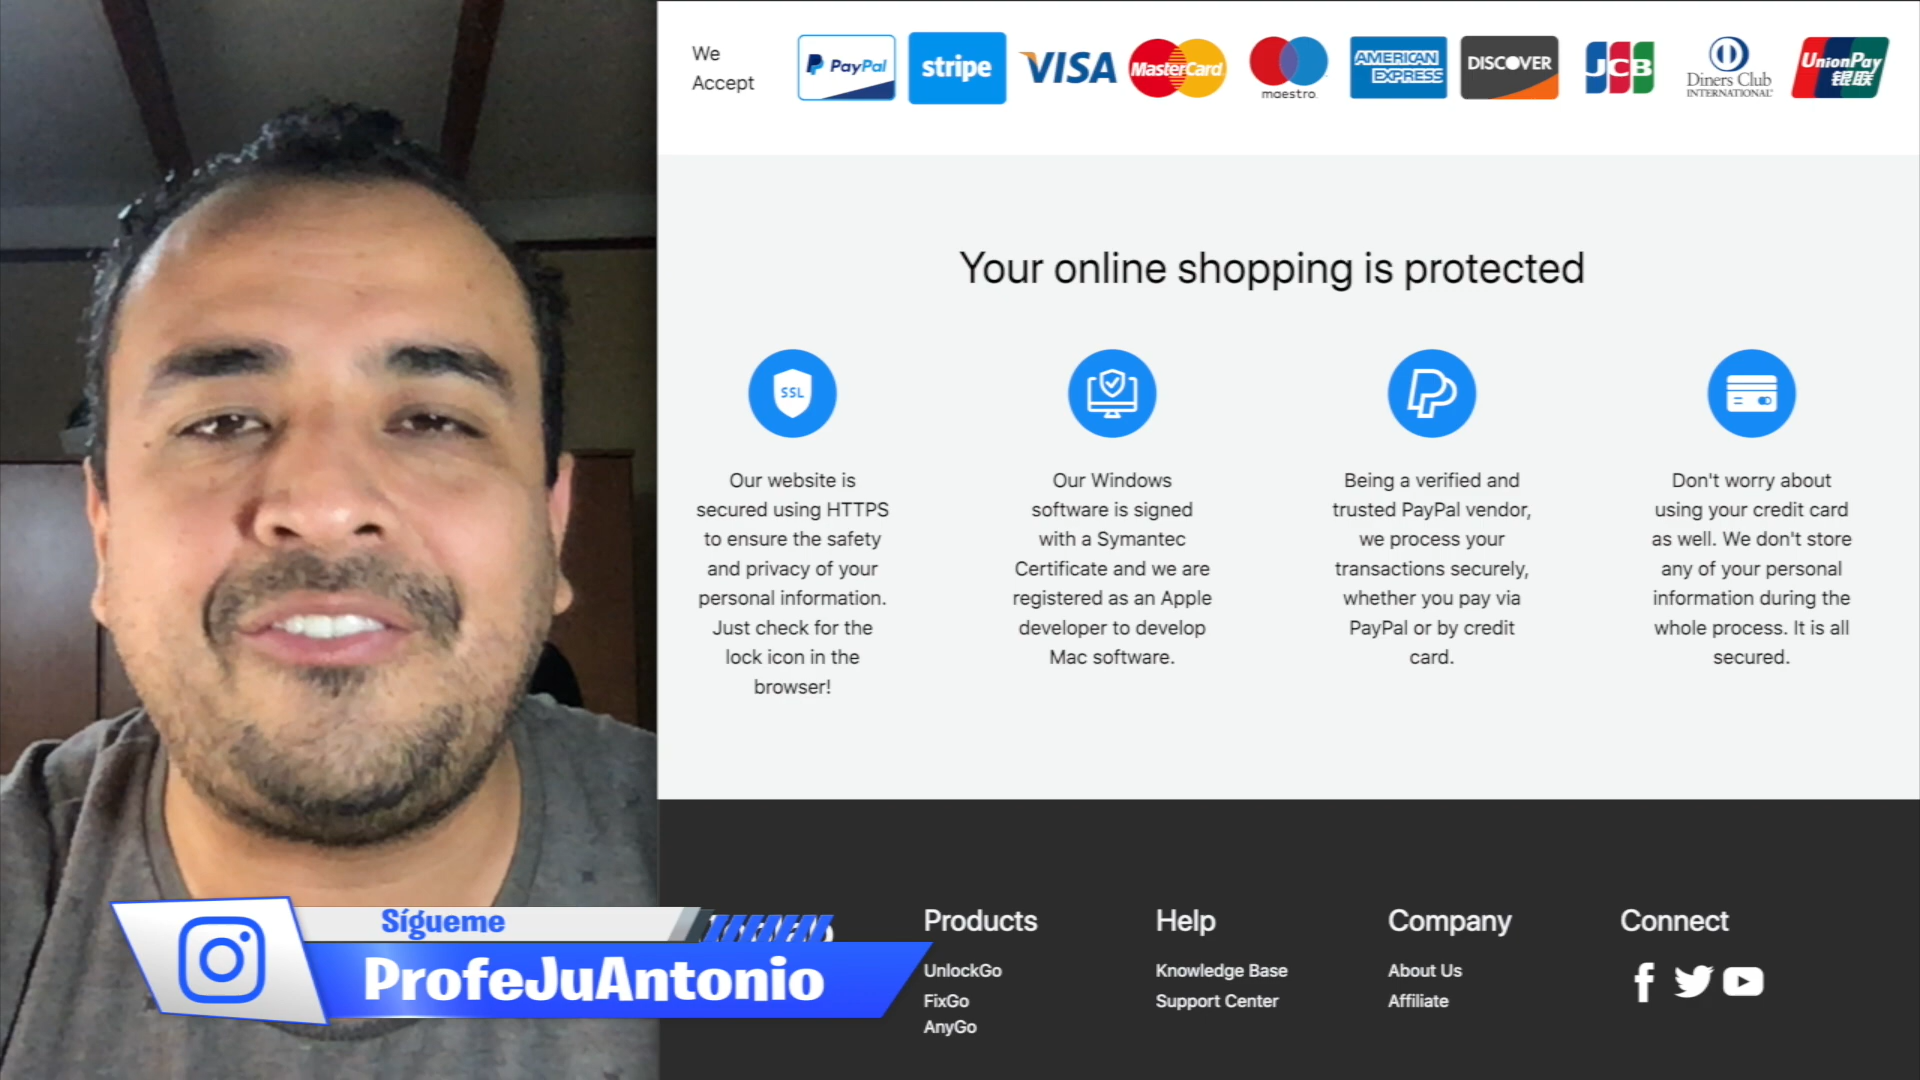 We
Accept
PayPal
stripe
VISA
MasterCard
maestro
AMERICAN
EXPRESS
DISCOVER
JCB
Diners Club
INTERNATIONAL
UnionPay
银联
Your online shopping is protected
SSL
Our website is
secured using HTTPS
to ensure the safety
and privacy of your
personal information.
Just check for the
lock icon in the
browser!
Our Windows
software is signed
with a Symantec
Certificate and we are
registered as an Apple
developer to develop
Mac software.
Being a verified and
trusted PayPal vendor,
we process your
transactions securely,
whether you pay via
PayPal or by credit
card.
Don't worry about
using your credit card
as well. We don't store
any of your personal
information during the
whole process. It is all
secured.
Sígueme
ProfeJuAntonio
Products
UnlockGo
FixGo
AnyGo
Help
Knowledge Base
Support Center
Company
About Us
Affiliate
Connect